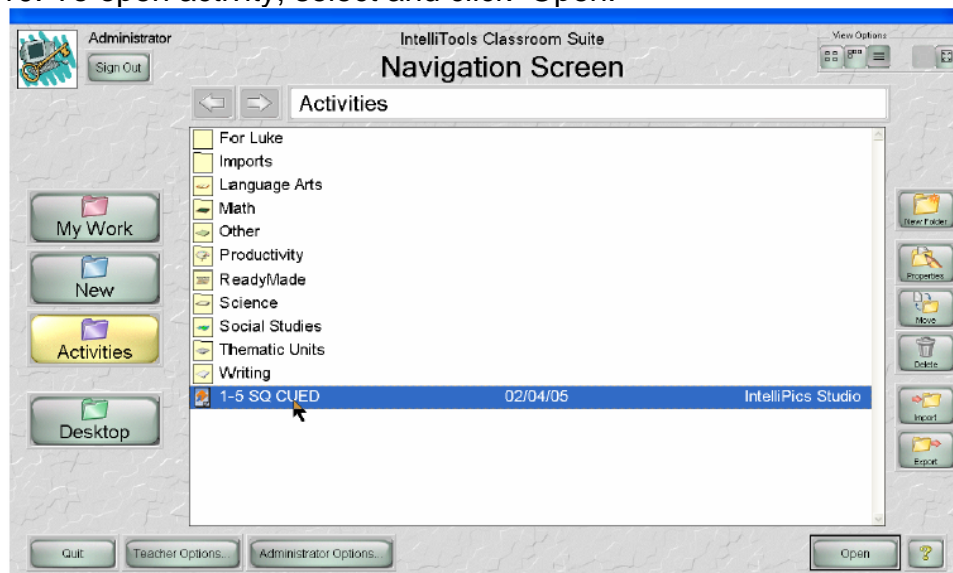 To open activity, select and click "Open."
Administrator
IntelliTools Classroom Suite
View Options
Sign Out
Navigation Screen
Activities
For Luke
Imports
Language Arts
Math
Other
Productivity
ReadyMade
Science
Social Studies
Thematic Units
Writing
1-5 SQ CUED 02/04/05 IntelliPics Studio
My Work
New
Activities
Desktop
New Folder
Properties
Move
Delete
Import
Export
Quit
Teacher Options...
Administrator Options...
Open
?